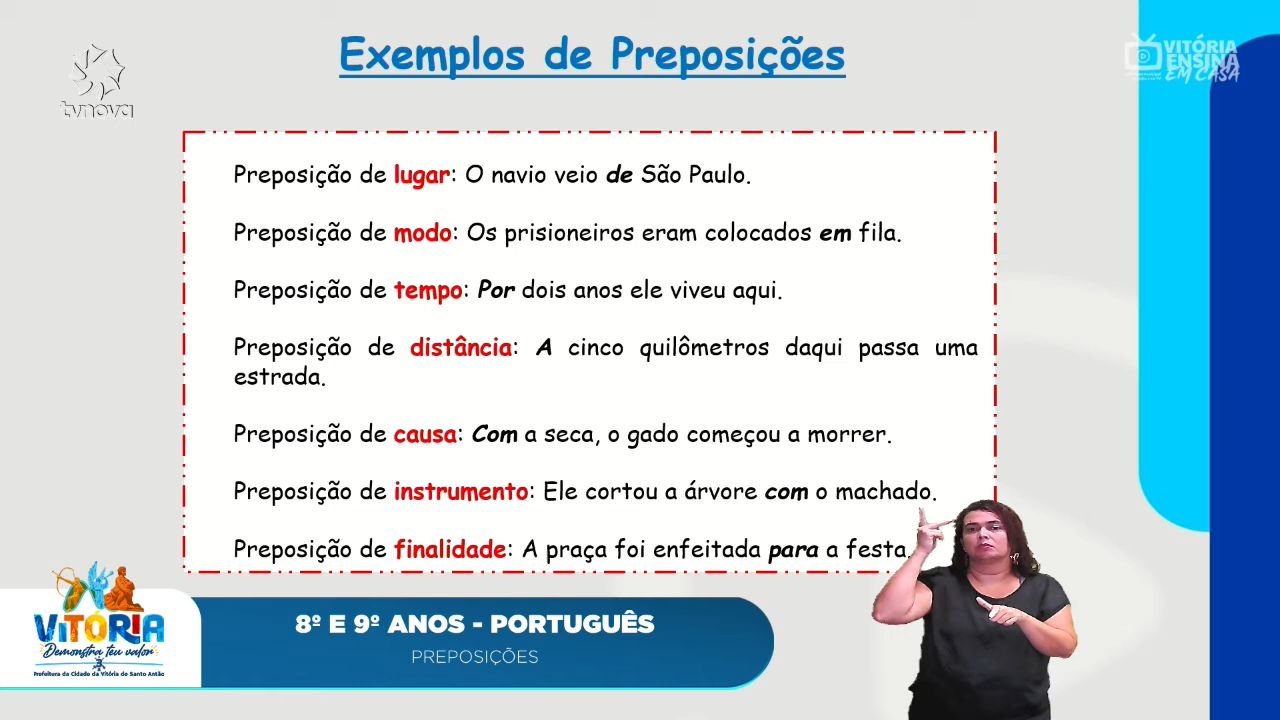 Exemplos de Preposições
tvnova
VITÓRIA
ENSINA
EM CASA
Preposição de lugar: O navio veio de São Paulo.
Preposição de modo: Os prisioneiros eram colocados em fila.
Preposição de tempo: Por dois anos ele viveu aqui.
Preposição de distância: A cinco quilômetros daqui passa uma
estrada.
Preposição de causa: Com a seca, o gado começou a morrer.
Preposição de instrumento: Ele cortou a árvore com o machado.
Preposição de finalidade: A praça foi enfeitada para a festa.
VITÓRIA
Demonstra teu valor
Prefeitura da Cidade da Vitória de Santo Antão
8º E 9º ANOS - PORTUGUÊS
PREPOSIÇÕES